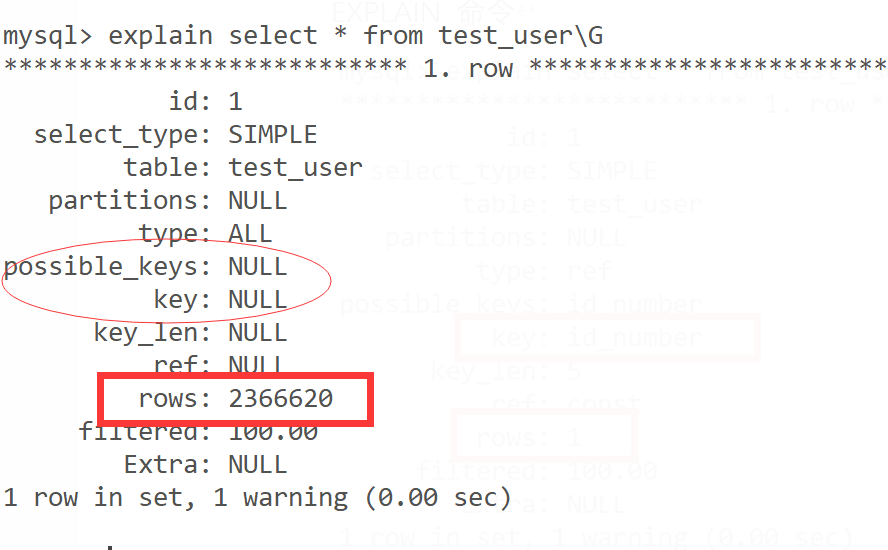 EXPLAIN 命令
mysql> explain select * from test_user\G
*************************** 1. row ************************
id: 1
select_type: SIMPLE
table: test_user
partitions: NULL
type: ALL
possible_keys: NULL
key: NULL
key_len: NULL
ref: NULL
rows: 2366620
filtered: 100.00
Extra: NULL
1 row in set, 1 warning (0.00 sec)
*************************** 1. row *
id: 1
select_type: SIMPLE
table: test_user
partitions: NULL
type: ref
possible_keys: id_number
key: id_number
key_len: 5
ref: const
rows: 1
filtered: 100.00
Extra: NULL
1 row in set, 1 warning (0.00 sec)